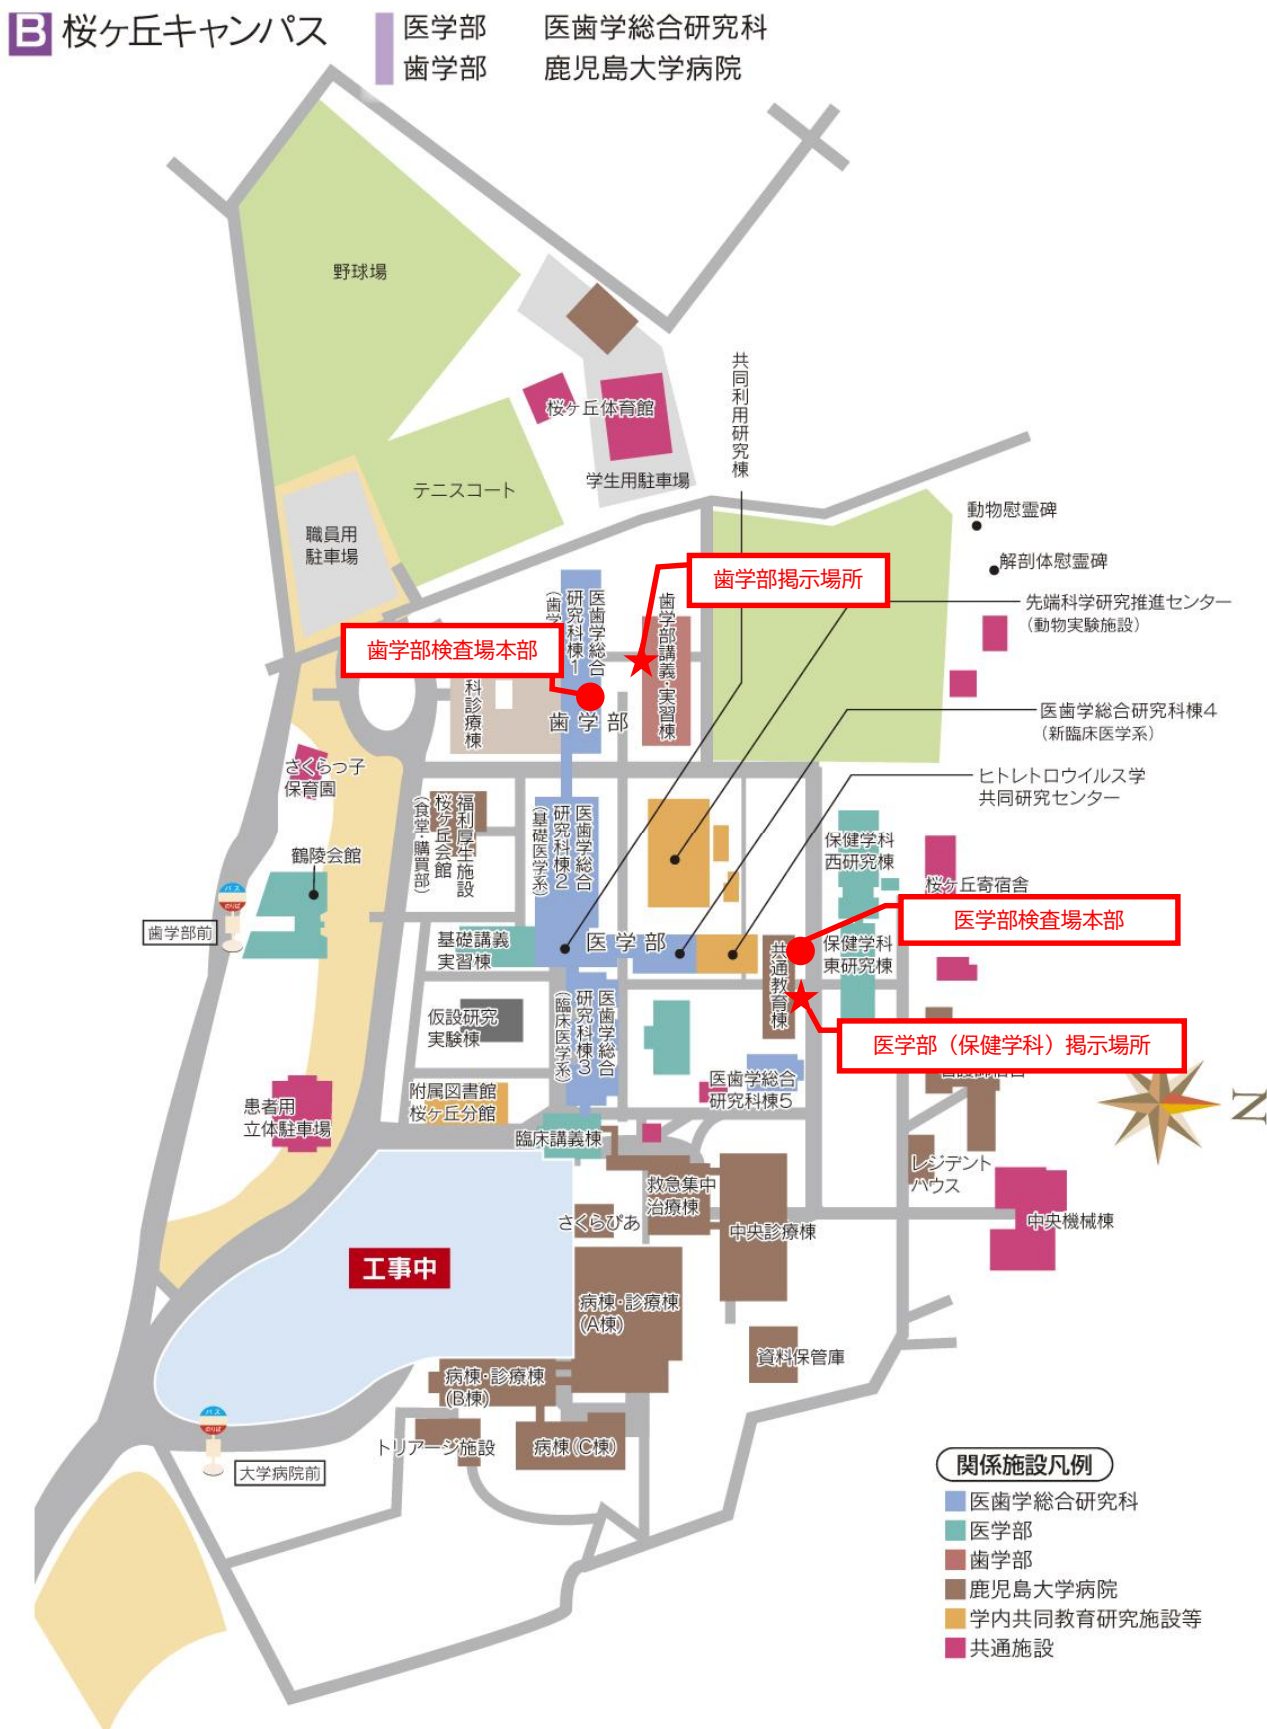 B 桜ヶ丘キャンパス
医学部 医歯学総合研究科
歯学部 鹿児島大学病院
野球場
桜ヶ丘体育館
学生用駐車場
テニスコート
職員用
駐車場
共同利用研究棟
動物慰霊碑
解剖体慰霊碑
先端科学研究推進センター
(動物実験施設)
歯学部掲示場所
歯学部検査場本部
医歯学総合
研究科棟1
(歯学
歯学部講義・実習棟
科診療棟
歯学部
医歯学総合研究科棟4
(新臨床医学系)
ヒトレトロウイルス学
共同研究センター
さくらっ子
保育園
福利厚生施設
桜ヶ丘会館
(食堂・購買部)
医歯学総合
研究科棟2
(基礎医学系)
保健学科
西研究棟
鶴陵会館
桜ヶ丘寄宿舎
バス
のりば
歯学部前
医学部検査場本部
基礎講義
実習棟
医学部
共通教育棟
保健学科
東研究棟
仮設研究
実験棟
医歯学総合
研究科棟3
(臨床医学系)
医学部（保健学科）掲示場所
医歯学総合
研究科棟5
附属図書館
桜ヶ丘分館
患者用
立体駐車場
臨床講義棟
N
レジデント
ハウス
救急集中
治療棟
さくらぴあ
中央診療棟
中央機械棟
工事中
病棟・診療棟
(A棟)
資料保管庫
病棟・診療棟
(B棟)
バス
のりば
大学病院前
トリアージ施設
病棟(C棟)
関係施設凡例
医歯学総合研究科
医学部
歯学部
鹿児島大学病院
学内共同教育研究施設等
共通施設